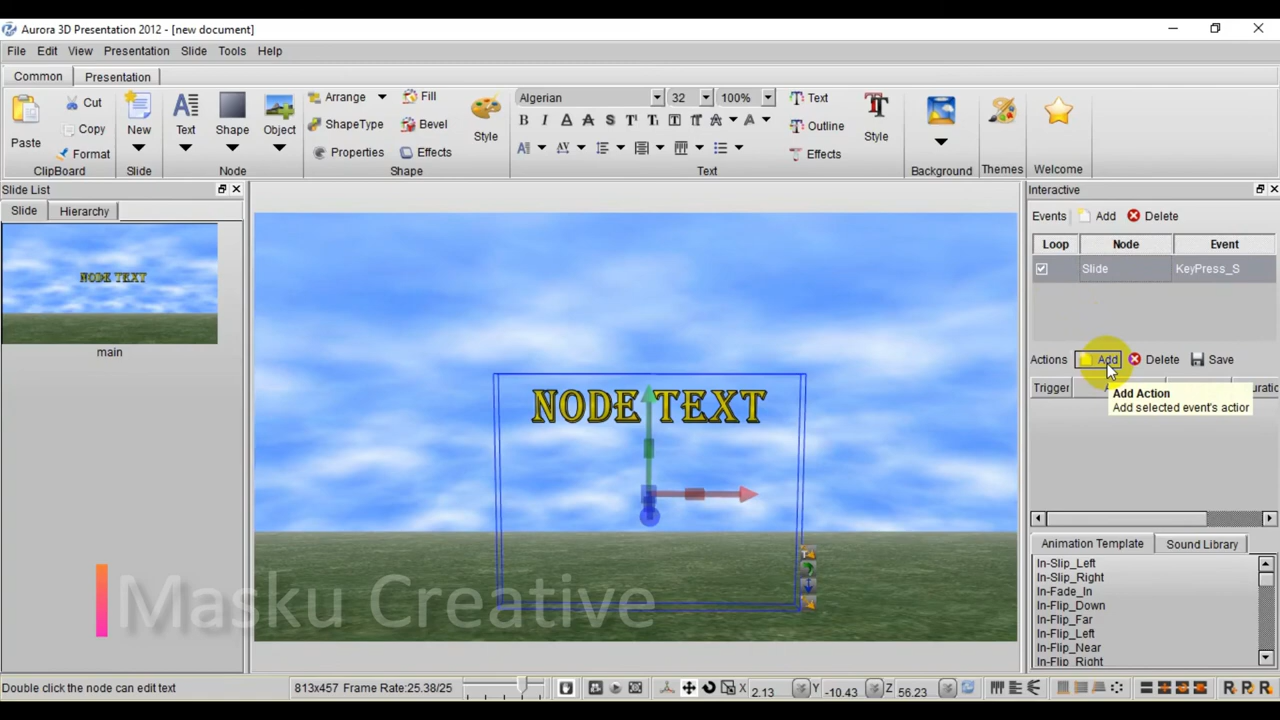 Aurora 3D Presentation 2012 - [new document]
File Edit View Presentation Slide Tools Help
Common Presentation
Paste Cut Copy Format ClipBoard
New Slide
Text Shape Object Node
Arrange Fill
ShapeType Bevel
Properties Effects
Style
Shape
Algerian 32 100%
Text
Text
Outline
Effects
Style
Background
Themes
Welcome
Slide List
Slide Hierarchy
NODE TEXT
main
NODE TEXT
Masku Creative
Interactive
Events Add Delete
Loop Node Event
Slide KeyPress_S
Actions Add Delete Save
Trigger
Add Action
Add selected event's action
Animation Template Sound Library
In-Slip_Left
In-Slip_Right
In-Fade_In
In-Flip_Down
In-Flip_Far
In-Flip_Left
In-Flip_Near
In-Flip_Right
Double click the node can edit text 813x457 Frame Rate:25.38/25 X 2.13 Y -10.43 Z 56.23